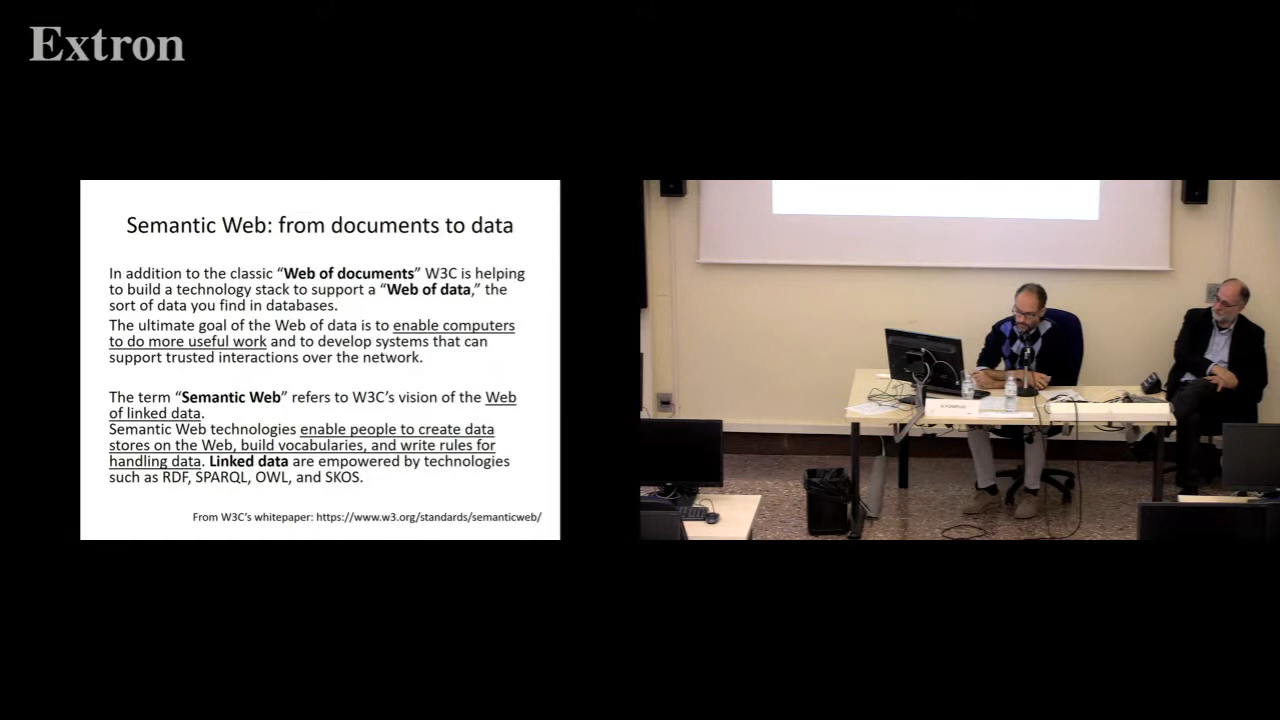 Extron
Semantic Web: from documents to data
In addition to the classic “Web of documents” W3C is helping
to build a technology stack to support a “Web of data,” the
sort of data you find in databases.
The ultimate goal of the Web of data is to enable computers
to do more useful work and to develop systems that can
support trusted interactions over the network.
The term “Semantic Web” refers to W3C’s vision of the Web
of linked data.
Semantic Web technologies enable people to create data
stores on the Web, build vocabularies, and write rules for
handling data. Linked data are empowered by technologies
such as RDF, SPARQL, OWL, and SKOS.
From W3C’s whitepaper: https://www.w3.org/standards/semanticweb/